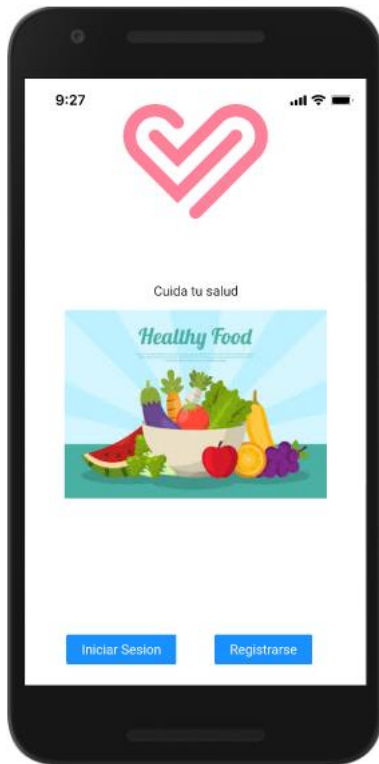 9:27
Cuida tu salud
Healthy Food
Iniciar Sesion
Registrarse